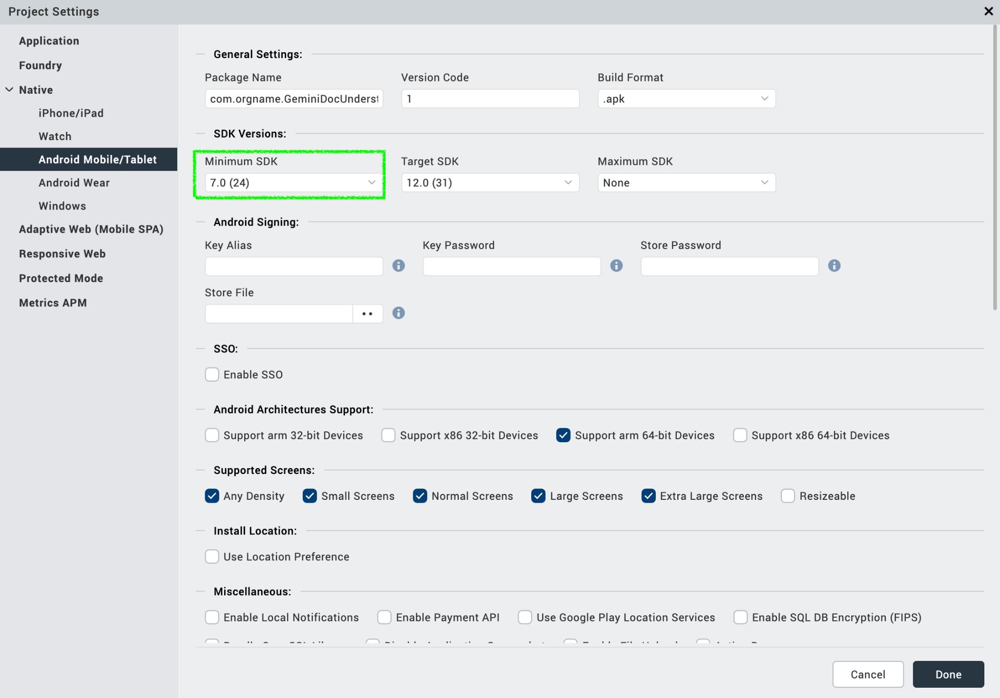 Project Settings
Application
Foundry
Native
iPhone/iPad
Watch
Android Mobile/Tablet
Android Wear
Windows
Adaptive Web (Mobile SPA)
Responsive Web
Protected Mode
Metrics APM
General Settings:
Package Name Version Code Build Format
com.orgname.GeminiDocUnderst 1 .apk
SDK Versions:
Minimum SDK Target SDK Maximum SDK
7.0 (24) 12.0 (31) None
Android Signing:
Key Alias Key Password Store Password
Store File
SSO:
Enable SSO
Android Architectures Support:
Support arm 32-bit Devices Support x86 32-bit Devices Support arm 64-bit Devices Support x86 64-bit Devices
Supported Screens:
Any Density Small Screens Normal Screens Large Screens Extra Large Screens Resizeable
Install Location:
Use Location Preference
Miscellaneous:
Enable Local Notifications Enable Payment API Use Google Play Location Services Enable SQL DB Encryption (FIPS)
Cancel Done